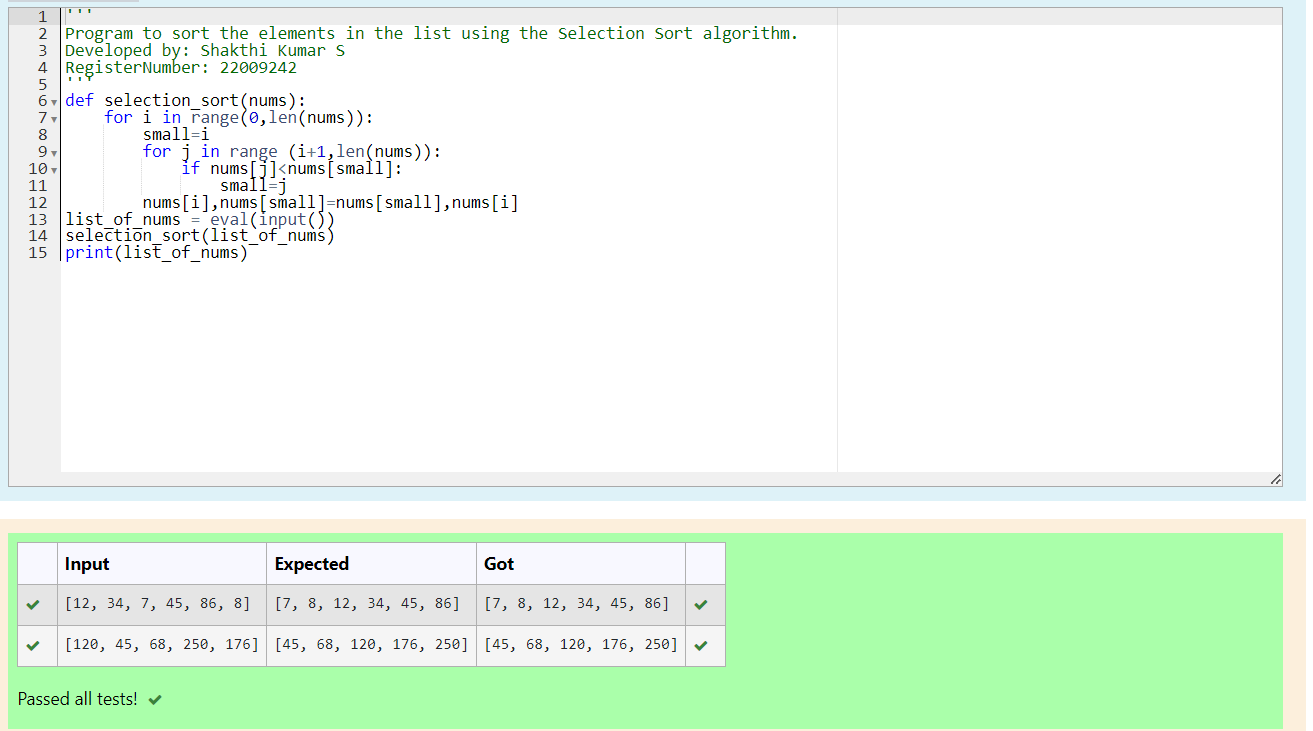 1 '''
2 Program to sort the elements in the list using the Selection Sort algorithm.
3 Developed by: Shakthi Kumar S
4 RegisterNumber: 22009242
5 '''
6 def selection_sort(nums):
7     for i in range(0,len(nums)):
8         small=i
9         for j in range (i+1,len(nums)):
10             if nums[j]<nums[small]:
11                 small=j
12         nums[i],nums[small]=nums[small],nums[i]
13 list_of_nums = eval(input())
14 selection_sort(list_of_nums)
15 print(list_of_nums)
Input Expected Got
[12, 34, 7, 45, 86, 8] [7, 8, 12, 34, 45, 86] [7, 8, 12, 34, 45, 86]
[120, 45, 68, 250, 176] [45, 68, 120, 176, 250] [45, 68, 120, 176, 250]
Passed all tests!